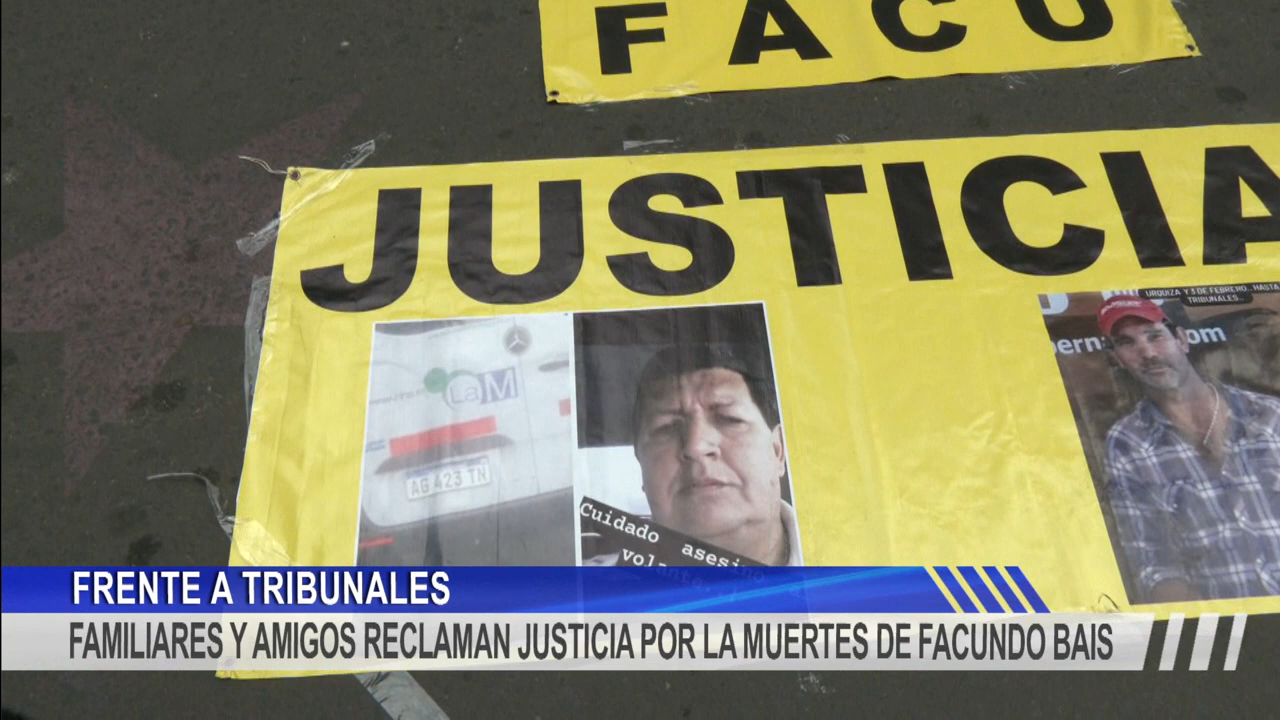 FACU
JUSTICIA
URQUIZA Y 3 DE FEBRERO.. HASTA
TRIBUNALES..
LaM
AG 423 TN
Cuidado asesino
FRENTE A TRIBUNALES
FAMILIARES Y AMIGOS RECLAMAN JUSTICIA POR LA MUERTES DE FACUNDO BAIS